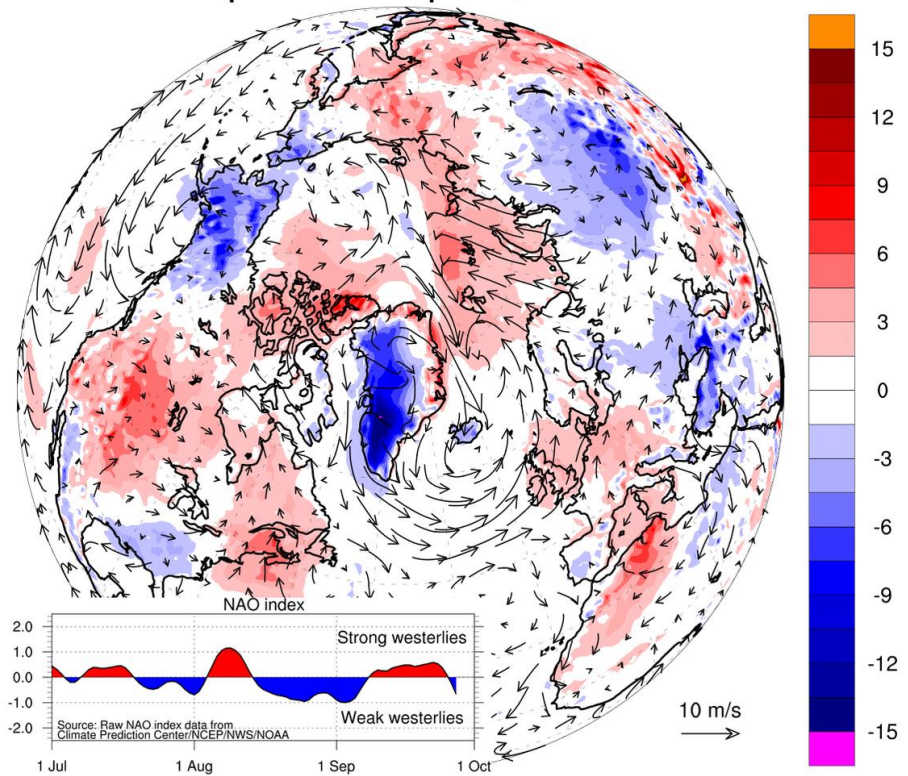 15
12
9
6
3
0
-3
-6
-9
-12
-15
NAO index
2.0
1.0
0.0
-1.0
-2.0
Strong westerlies
Weak westerlies
Source: Raw NAO index data from
Climate Prediction Center/NCEP/NWS/NOAA
1 Jul
1 Aug
1 Sep
1 Oct
10 m/s